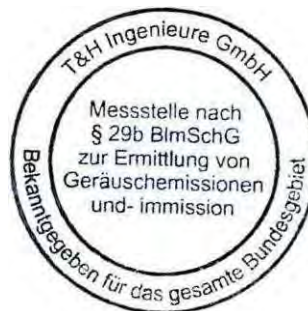 T&H Ingenieure GmbH
Messstelle nach
§ 29b BImSchG
zur Ermittlung von
Geräuschemissionen
und- immission
Bekanntgegeben für das gesamte Bundesgebiet